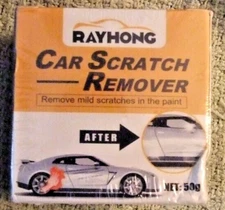 RAYHONG
CAR SCRATCH
REMOVER
Remove mild scratches in the paint
AFTER
NET: 50g